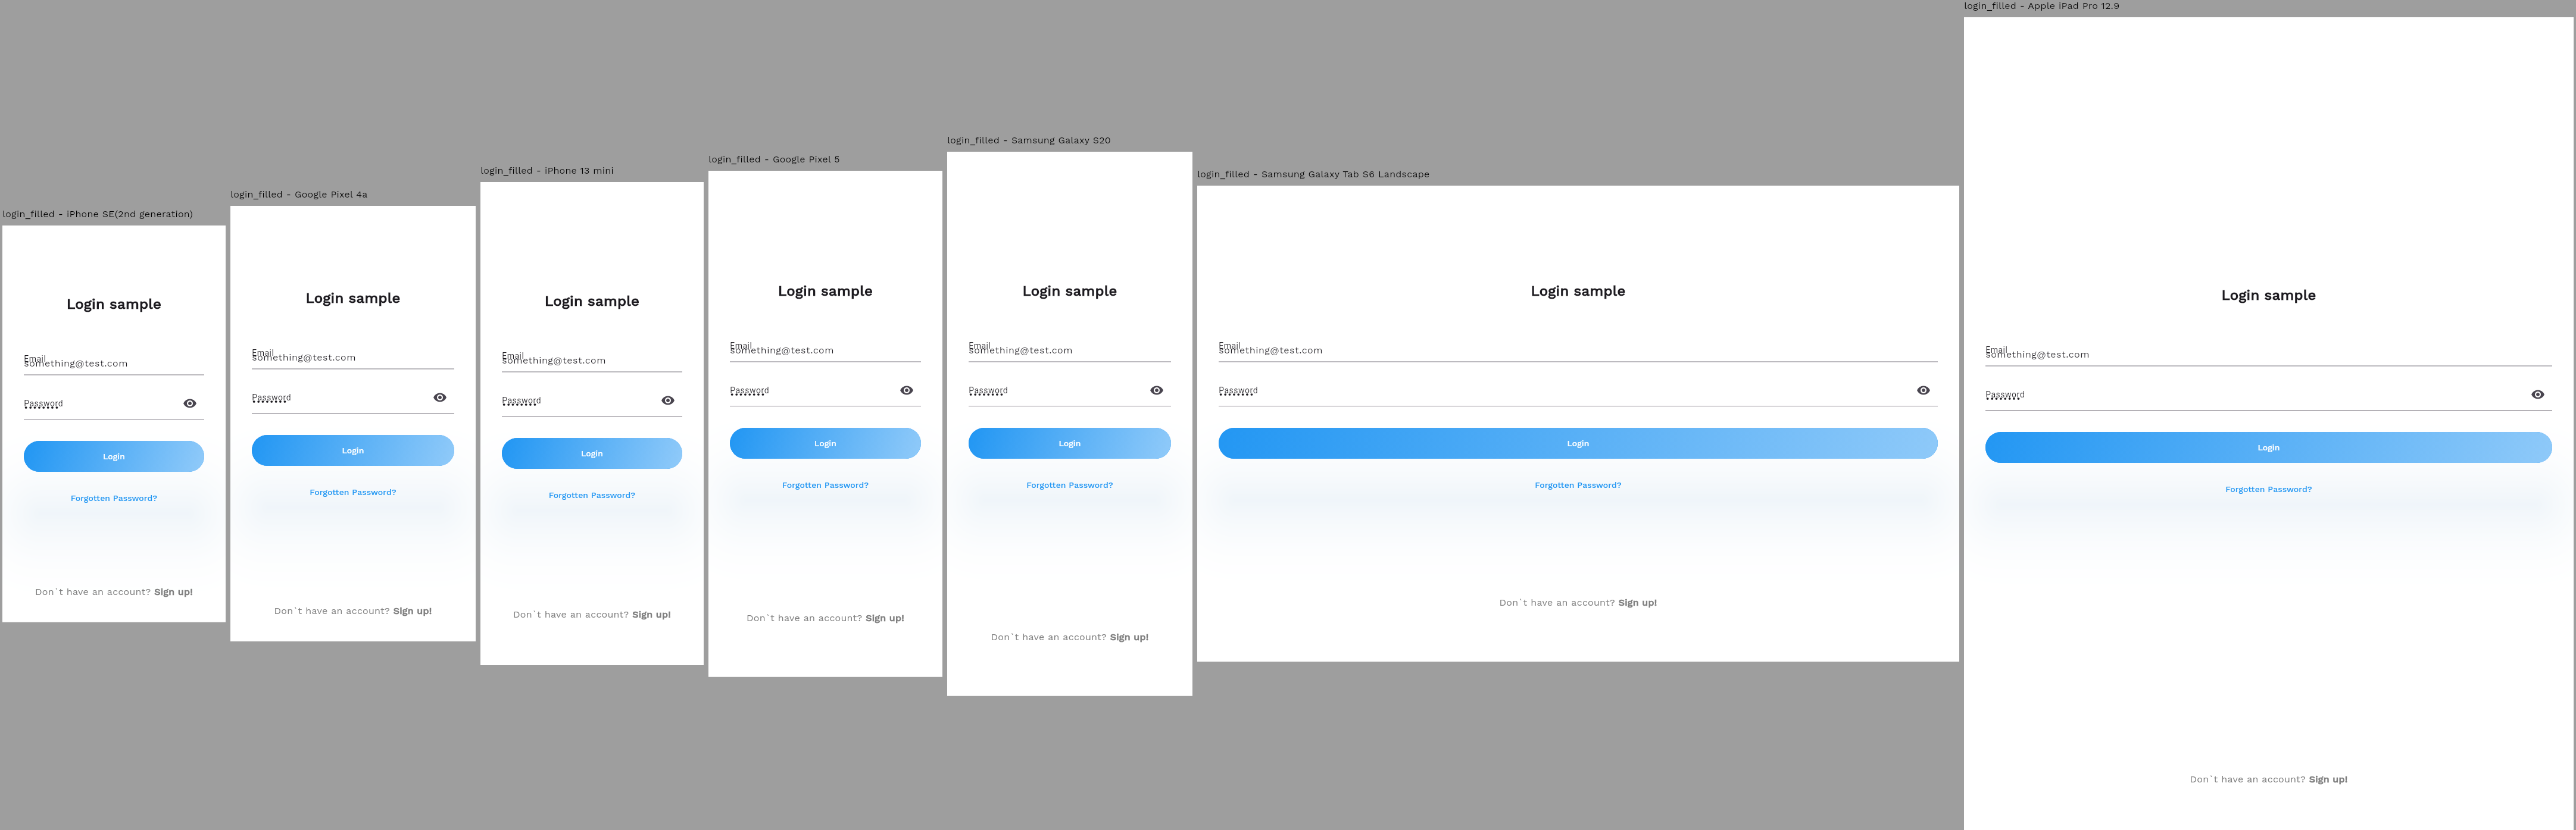 login_filled - iPhone SE(2nd generation)
Login sample
Email
something@test.com
Password
Login
Forgotten Password?
Don`t have an account? Sign up!
login_filled - Google Pixel 4a
Login sample
Email
something@test.com
Password
Login
Forgotten Password?
Don`t have an account? Sign up!
login_filled - iPhone 13 mini
Login sample
Email
something@test.com
Password
Login
Forgotten Password?
Don`t have an account? Sign up!
login_filled - Google Pixel 5
Login sample
Email
something@test.com
Password
Login
Forgotten Password?
Don`t have an account? Sign up!
login_filled - Samsung Galaxy S20
Login sample
Email
something@test.com
Password
Login
Forgotten Password?
Don`t have an account? Sign up!
login_filled - Samsung Galaxy Tab S6 Landscape
Login sample
Email
something@test.com
Password
Login
Forgotten Password?
Don`t have an account? Sign up!
login_filled - Apple iPad Pro 12.9
Login sample
Email
something@test.com
Password
Login
Forgotten Password?
Don`t have an account? Sign up!